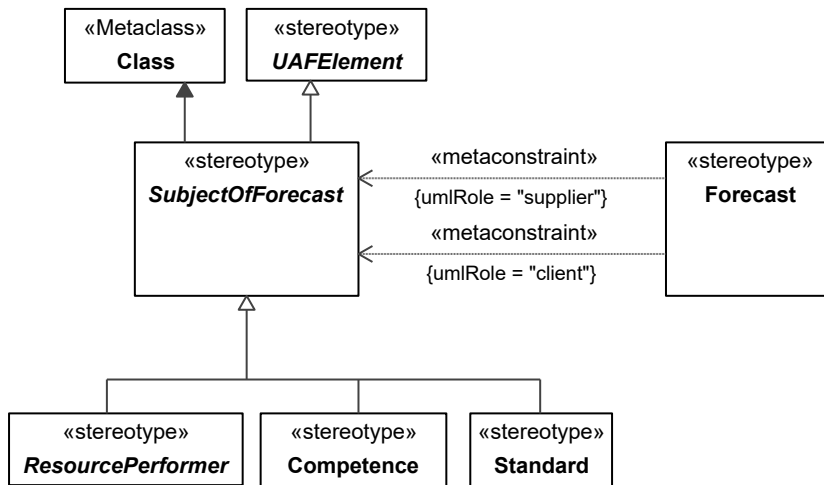 «Metaclass»
Class
«stereotype»
UAFElement
«stereotype»
SubjectOfForecast
«metaconstraint»
{umlRole = "supplier"}
«metaconstraint»
{umlRole = "client"}
«stereotype»
Forecast
«stereotype»
ResourcePerformer
«stereotype»
Competence
«stereotype»
Standard